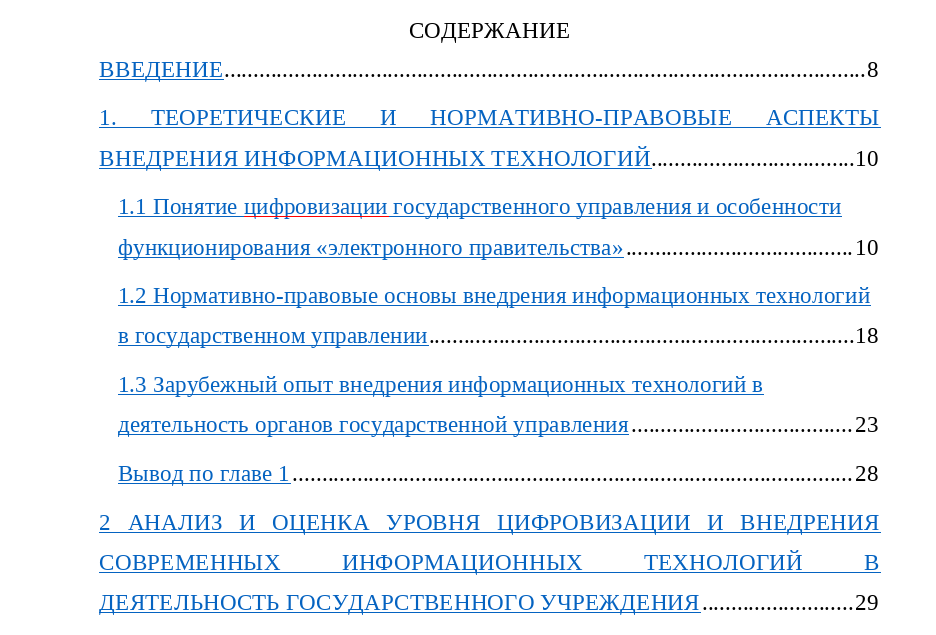 СОДЕРЖАНИЕ
ВВЕДЕНИЕ........................................................................................................8
1. ТЕОРЕТИЧЕСКИЕ И НОРМАТИВНО-ПРАВОВЫЕ АСПЕКТЫ
ВНЕДРЕНИЯ ИНФОРМАЦИОННЫХ ТЕХНОЛОГИЙ...................................10
1.1 Понятие цифровизации государственного управления и особенности
функционирования «электронного правительства».......................................10
1.2 Нормативно-правовые основы внедрения информационных технологий
в государственном управлении.........................................................................18
1.3 Зарубежный опыт внедрения информационных технологий в
деятельность органов государственной управления......................................23
Вывод по главе 1................................................................................................28
2 АНАЛИЗ И ОЦЕНКА УРОВНЯ ЦИФРОВИЗАЦИИ И ВНЕДРЕНИЯ
СОВРЕМЕННЫХ ИНФОРМАЦИОННЫХ ТЕХНОЛОГИЙ В
ДЕЯТЕЛЬНОСТЬ ГОСУДАРСТВЕННОГО УЧРЕЖДЕНИЯ..........................29